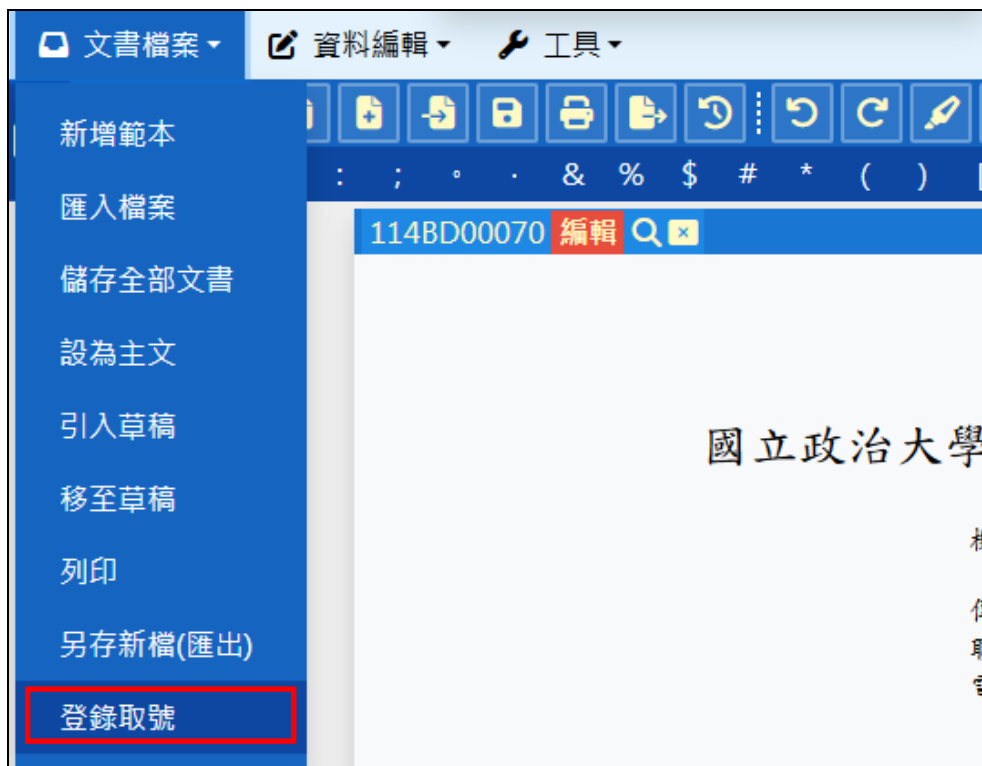 文書檔案 資料編輯 工具
新增範本
: ; 。 · & % $ # * ( )
匯入檔案
114BD00070 編輯
儲存全部文書
設為主文
引入草稿
國立政治大學
移至草稿
列印
另存新檔(匯出)
登錄取號